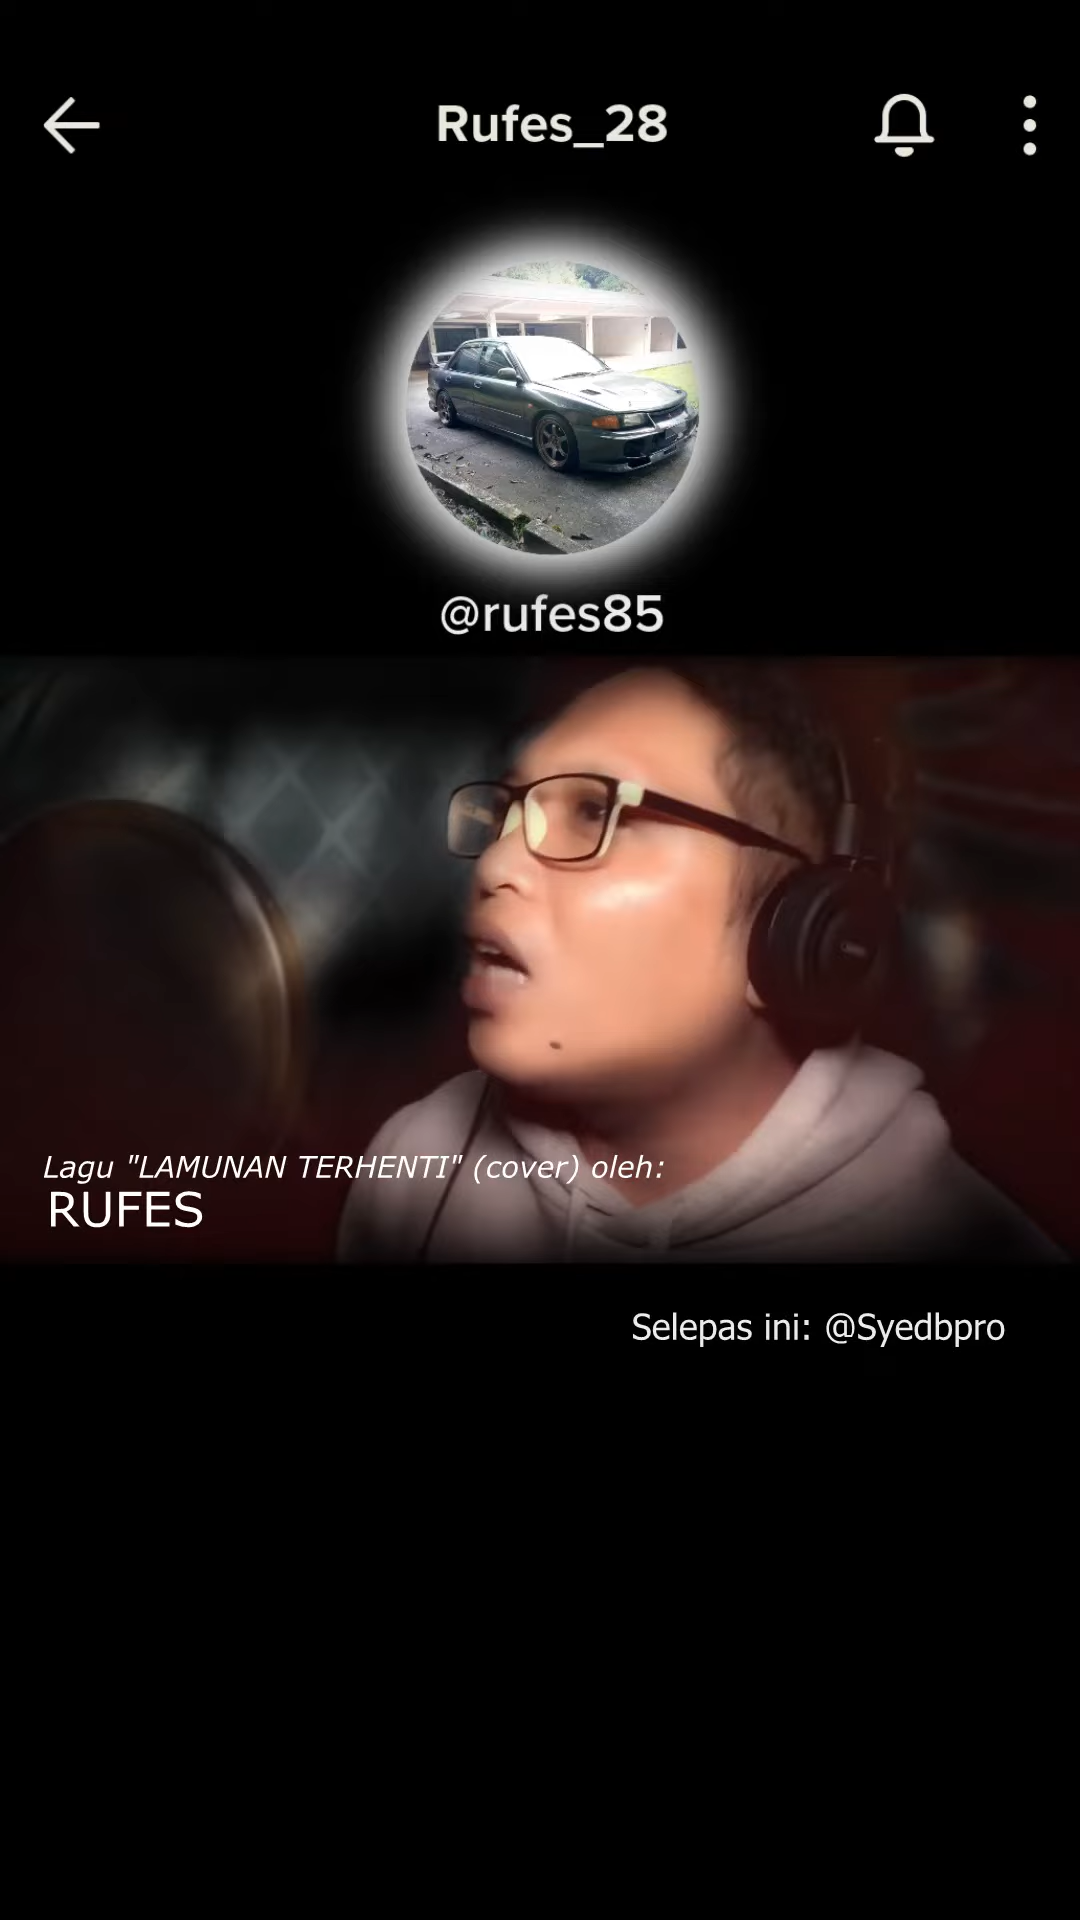 Rufes_28
@rufes85
Lagu "LAMUNAN TERHENTI" (cover) oleh:
RUFES
Selepas ini: @Syedbpro